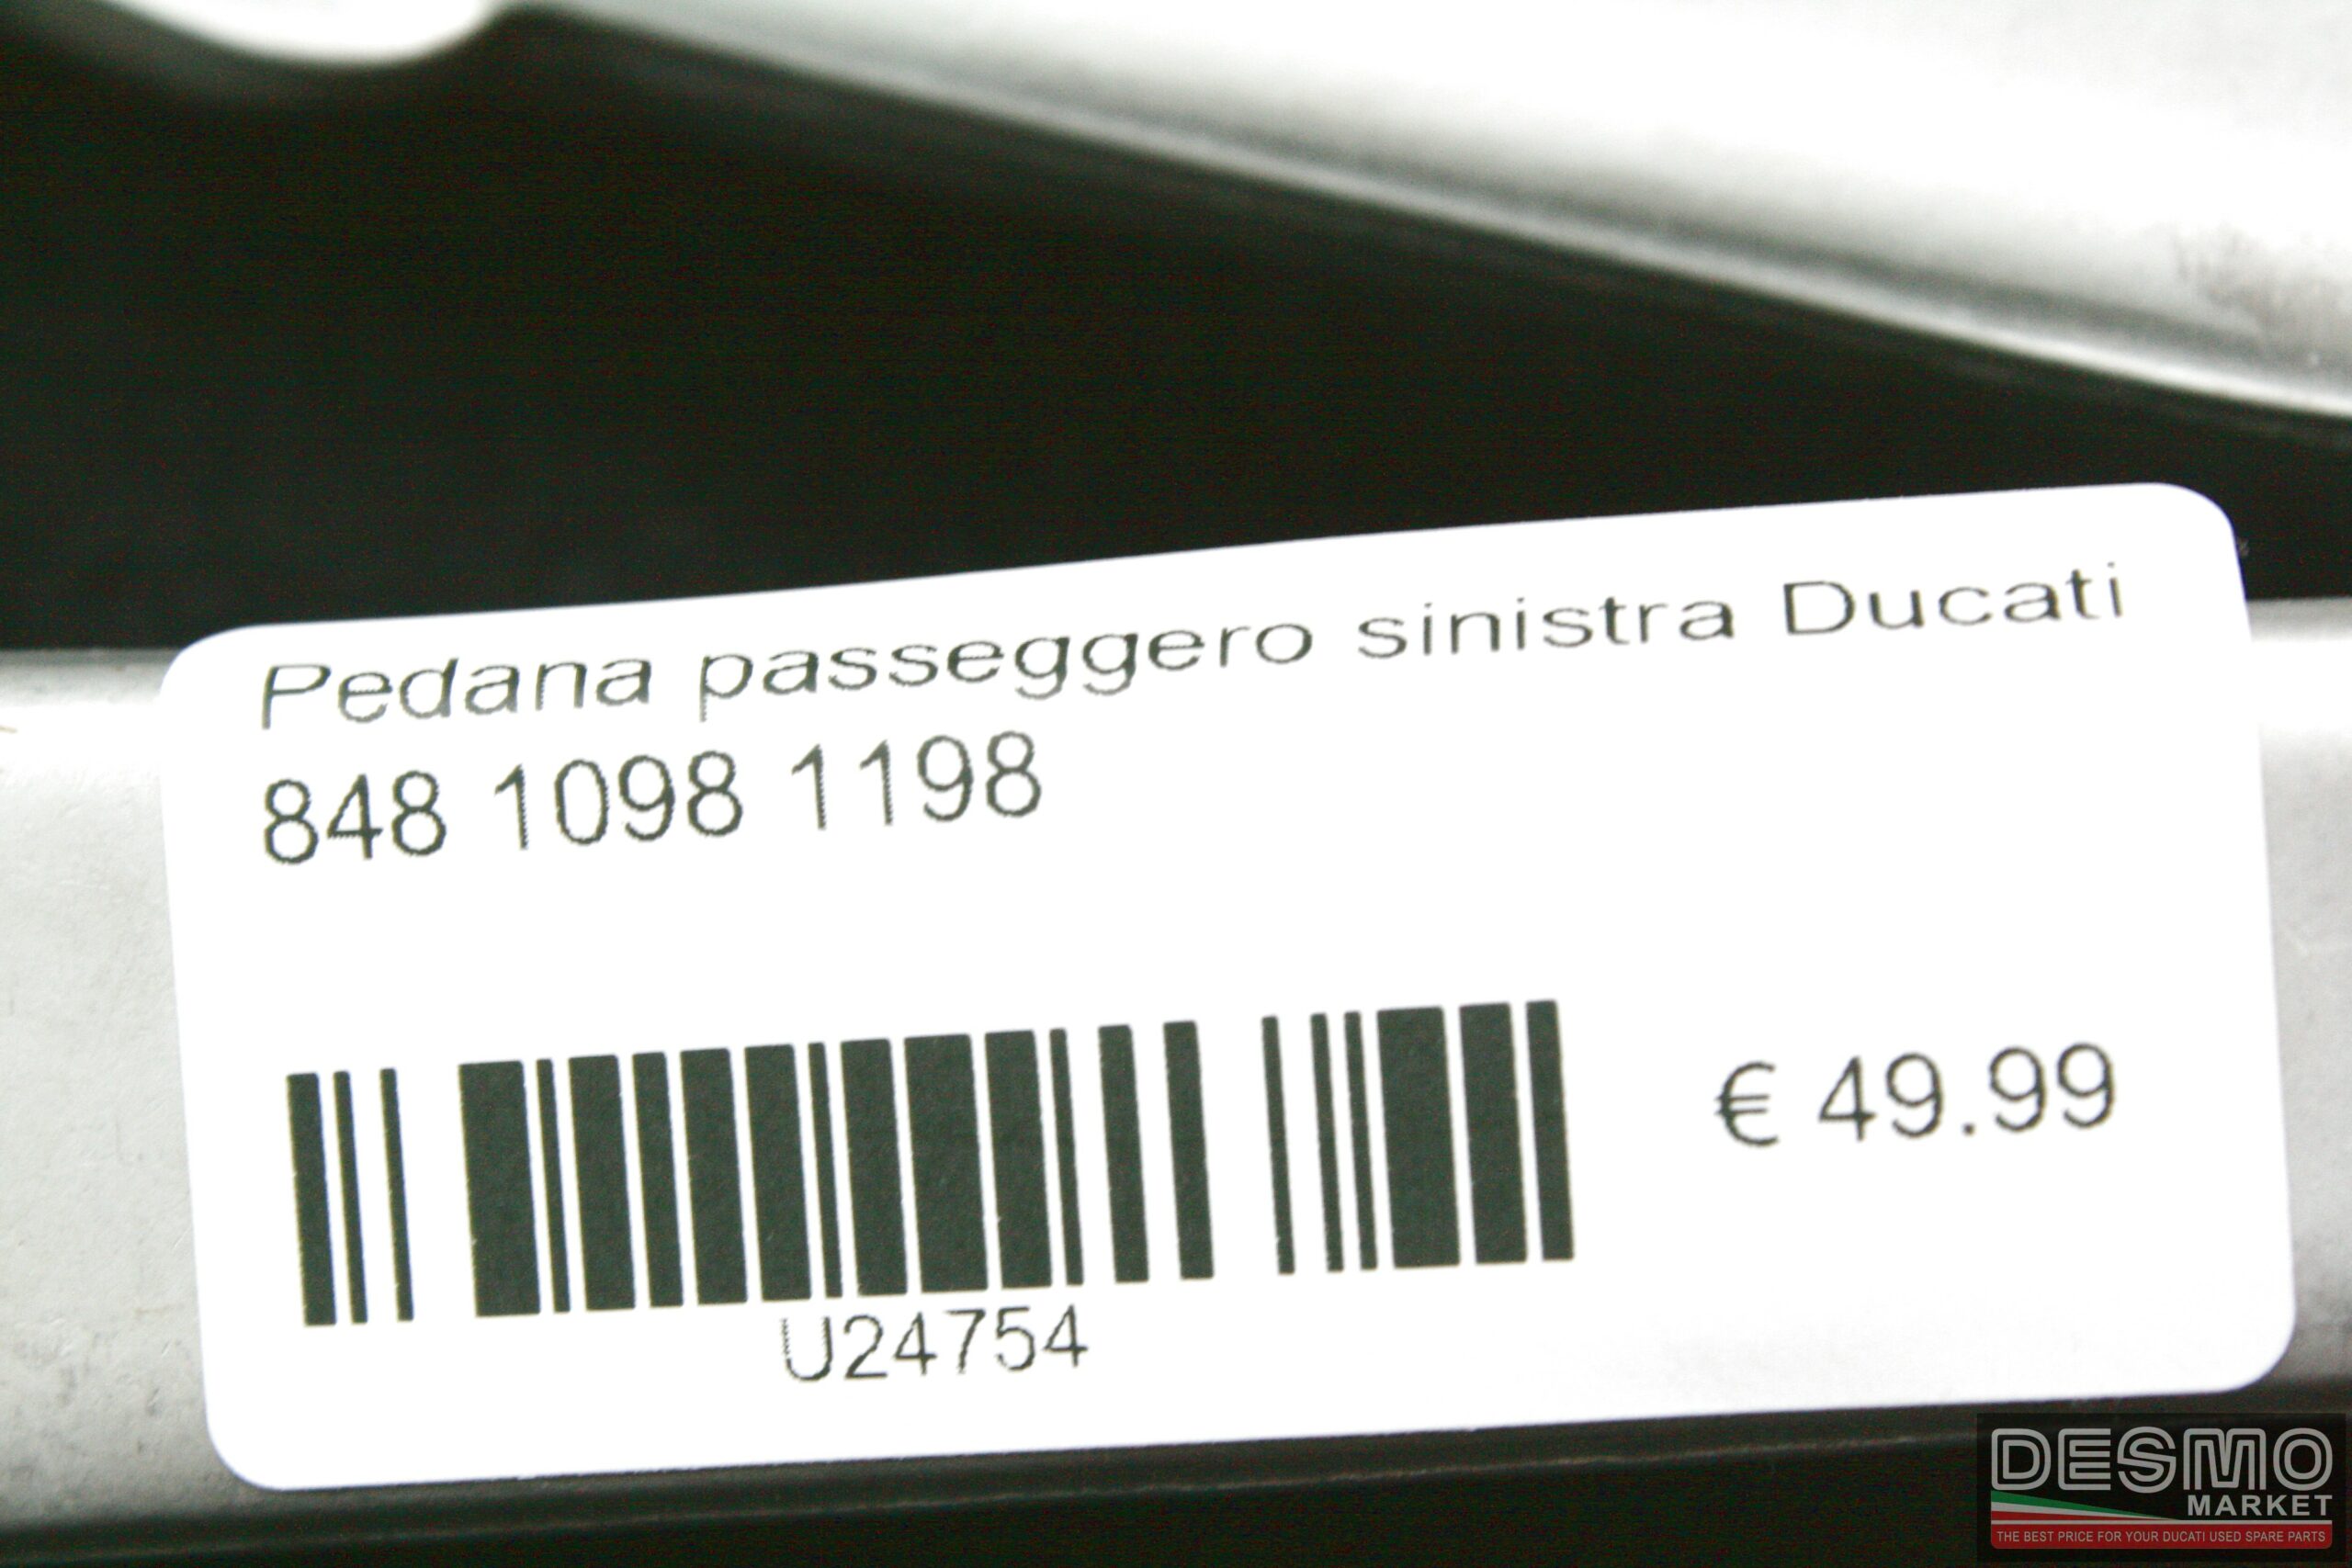 Pedana passeggero sinistra Ducati
848 1098 1198
€ 49.99
U24754
DESMO
MARKET
THE BEST PRICE FOR YOUR DUCATI USED SPARE PARTS